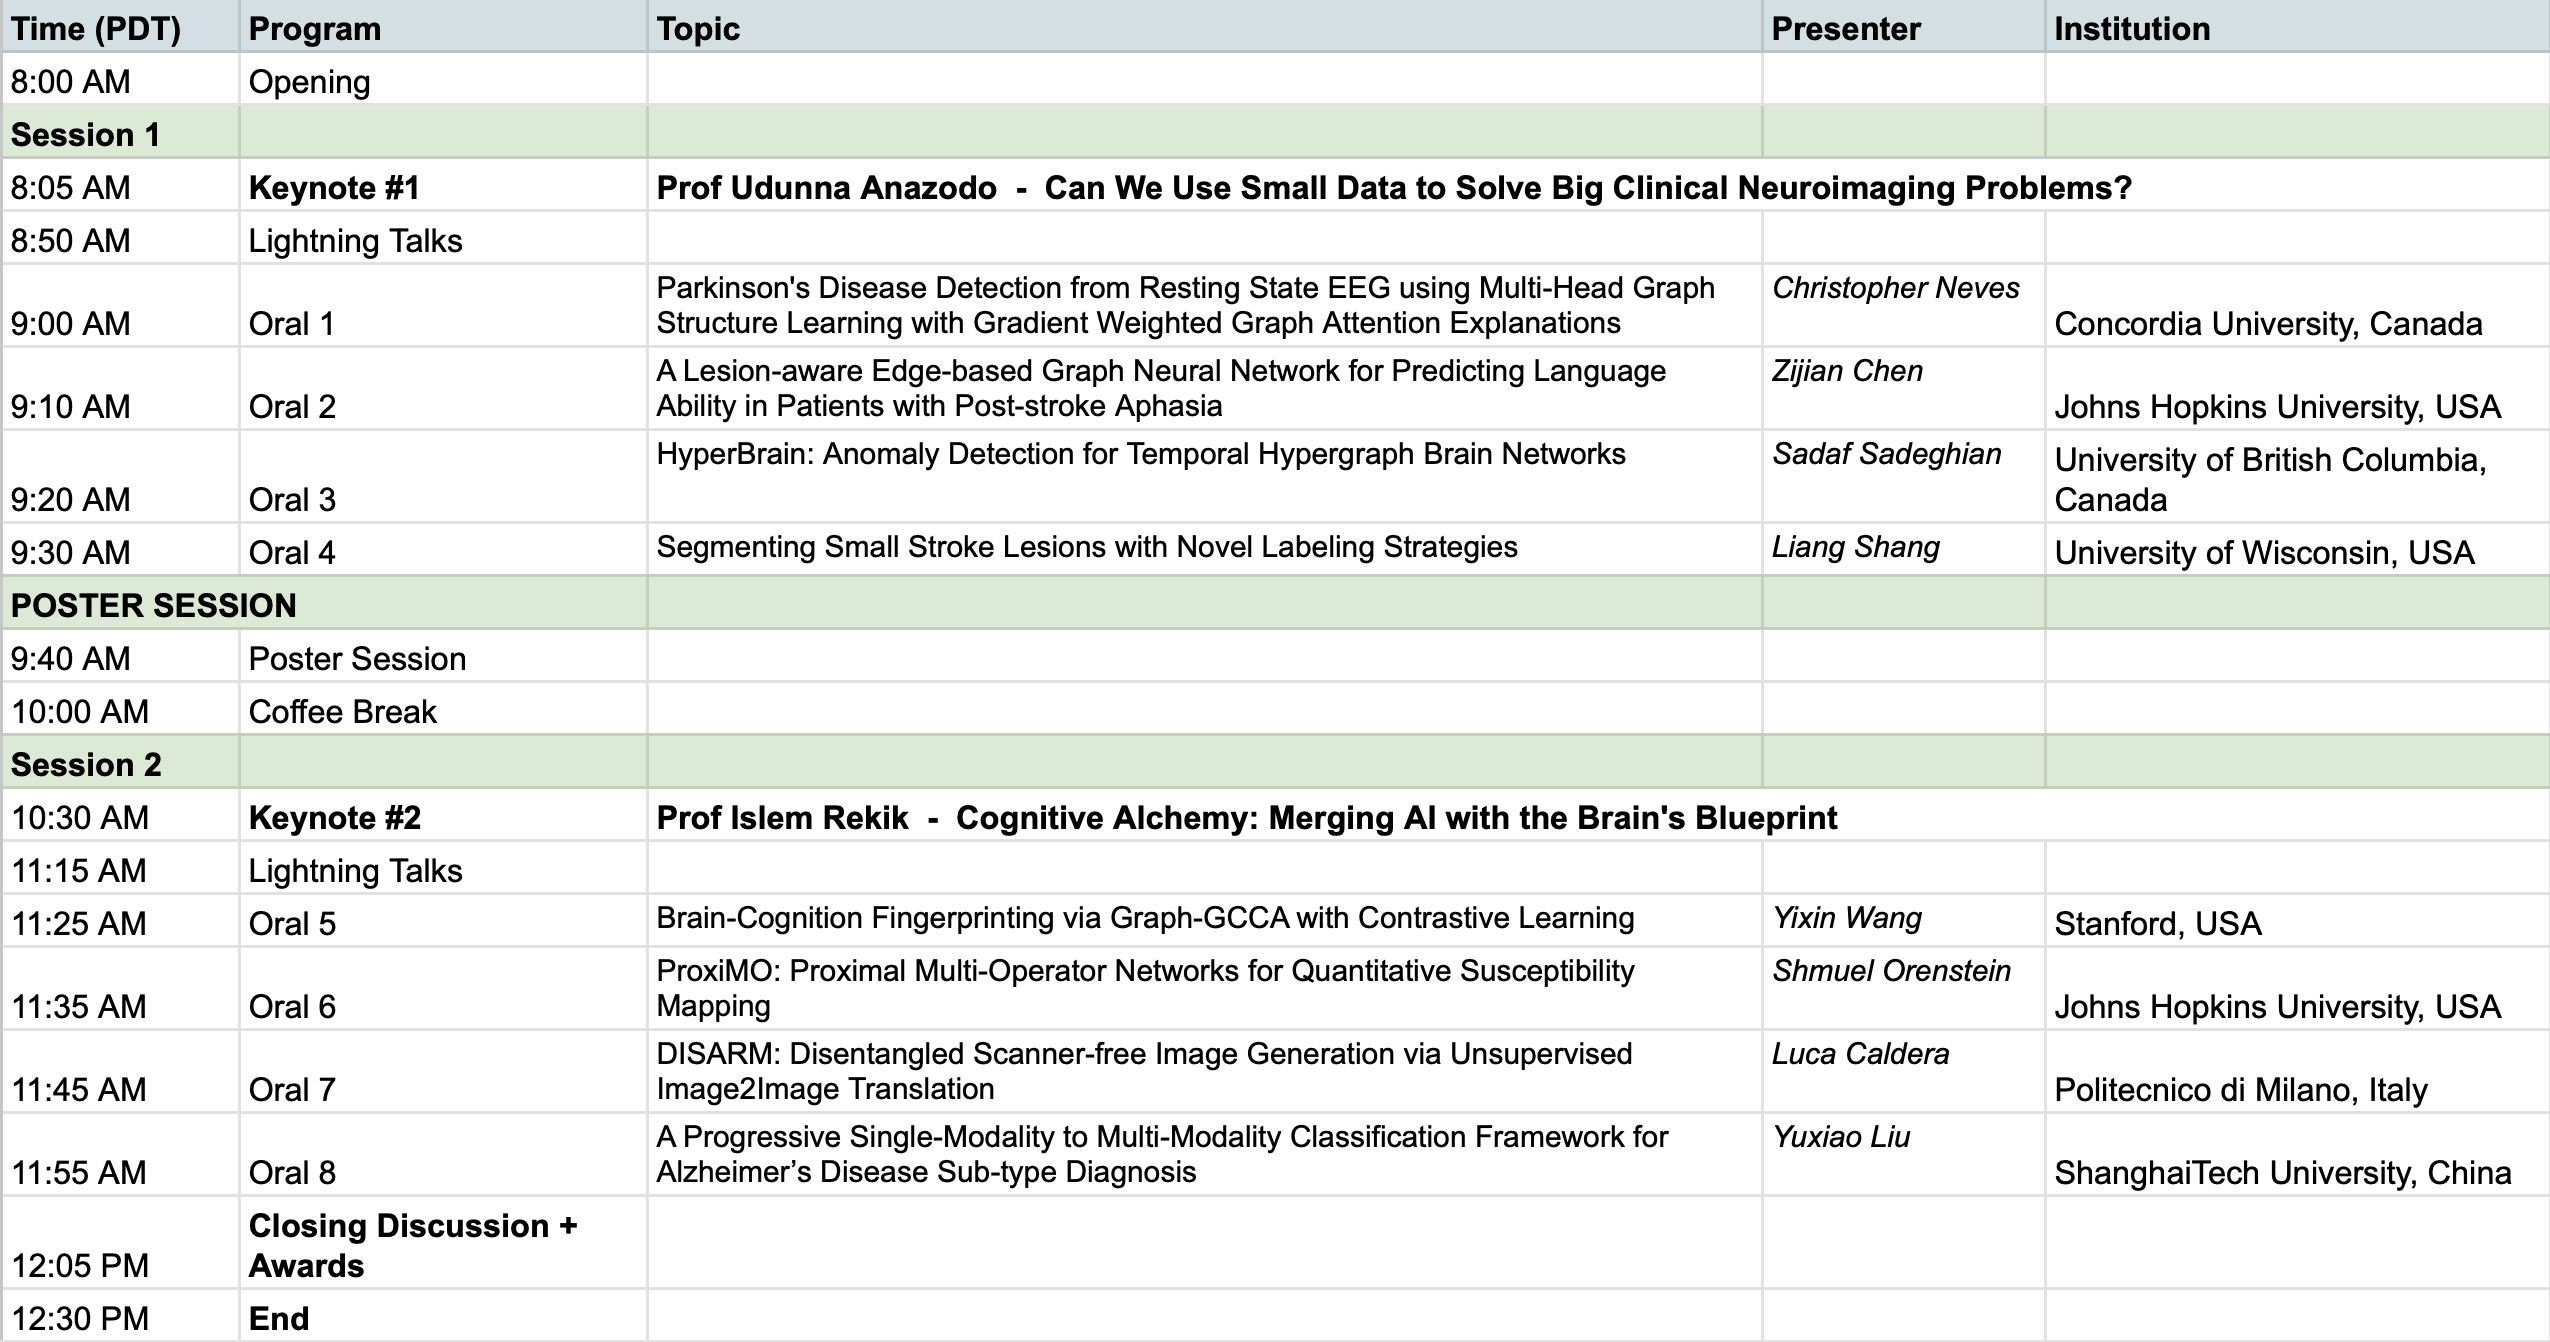 Time (PDT) Program Topic Presenter Institution
8:00 AM Opening
Session 1
8:05 AM Keynote #1 Prof Udunna Anazodo - Can We Use Small Data to Solve Big Clinical Neuroimaging Problems?
8:50 AM Lightning Talks
9:00 AM Oral 1 Parkinson's Disease Detection from Resting State EEG using Multi-Head Graph
Structure Learning with Gradient Weighted Graph Attention Explanations Christopher Neves Concordia University, Canada
9:10 AM Oral 2 A Lesion-aware Edge-based Graph Neural Network for Predicting Language
Ability in Patients with Post-stroke Aphasia Zijian Chen Johns Hopkins University, USA
9:20 AM Oral 3 HyperBrain: Anomaly Detection for Temporal Hypergraph Brain Networks Sadaf Sadeghian University of British Columbia,
Canada
9:30 AM Oral 4 Segmenting Small Stroke Lesions with Novel Labeling Strategies Liang Shang University of Wisconsin, USA
POSTER SESSION
9:40 AM Poster Session
10:00 AM Coffee Break
Session 2
10:30 AM Keynote #2 Prof Islem Rekik - Cognitive Alchemy: Merging AI with the Brain's Blueprint
11:15 AM Lightning Talks
11:25 AM Oral 5 Brain-Cognition Fingerprinting via Graph-GCCA with Contrastive Learning Yixin Wang Stanford, USA
11:35 AM Oral 6 ProxiMO: Proximal Multi-Operator Networks for Quantitative Susceptibility
Mapping Shmuel Orenstein Johns Hopkins University, USA
11:45 AM Oral 7 DISARM: Disentangled Scanner-free Image Generation via Unsupervised
Image2Image Translation Luca Caldera Politecnico di Milano, Italy
11:55 AM Oral 8 A Progressive Single-Modality to Multi-Modality Classification Framework for
Alzheimer’s Disease Sub-type Diagnosis Yuxiao Liu ShanghaiTech University, China
12:05 PM Closing Discussion +
Awards
12:30 PM End